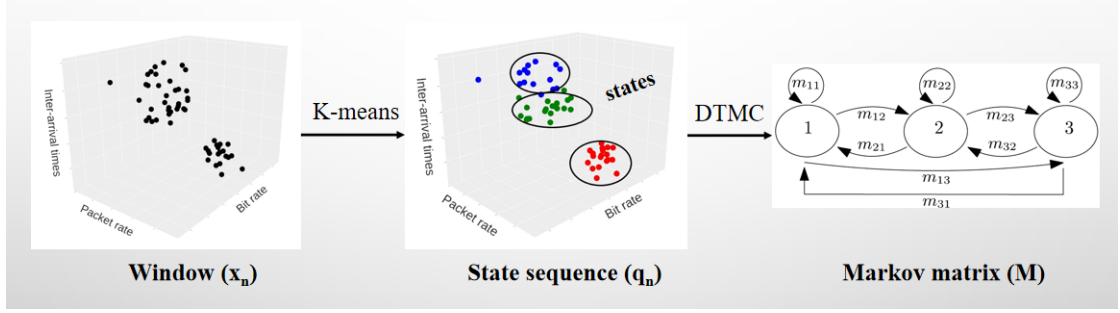 Inter-arrival times
Packet rate
Bit rate
Window (xₙ)
K-means
Inter-arrival times
Packet rate
Bit rate
states
State sequence (qₙ)
DTMC
m₁₁
m₂₂
m₃₃
1
m₁₂
2
m₂₃
3
m₂₁
m₃₂
m₁₃
m₃₁
Markov matrix (M)